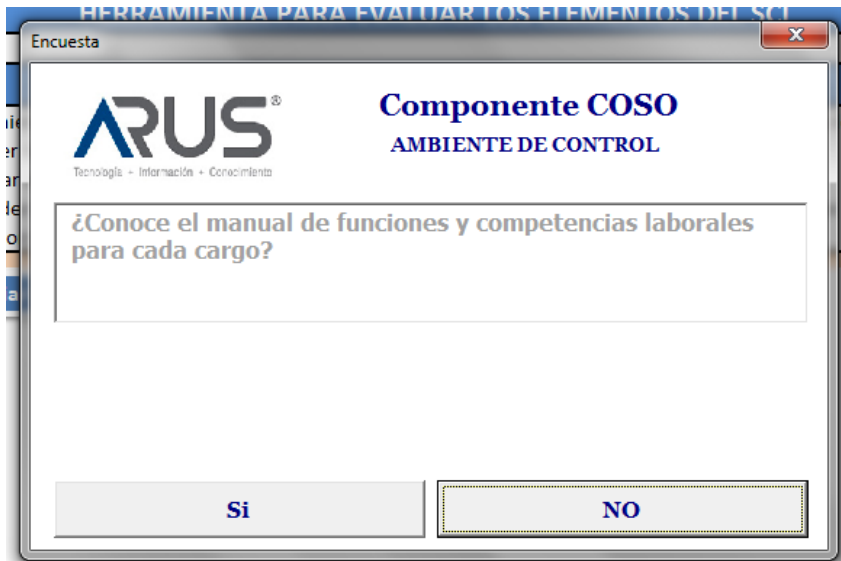 HERRAMIENTA PARA EVALUAR LOS ELEMENTOS DEL SCI
Encuesta
ARUS®
Tecnología + Información + Conocimiento
Componente COSO
AMBIENTE DE CONTROL
¿Conoce el manual de funciones y competencias laborales
para cada cargo?
Si
NO